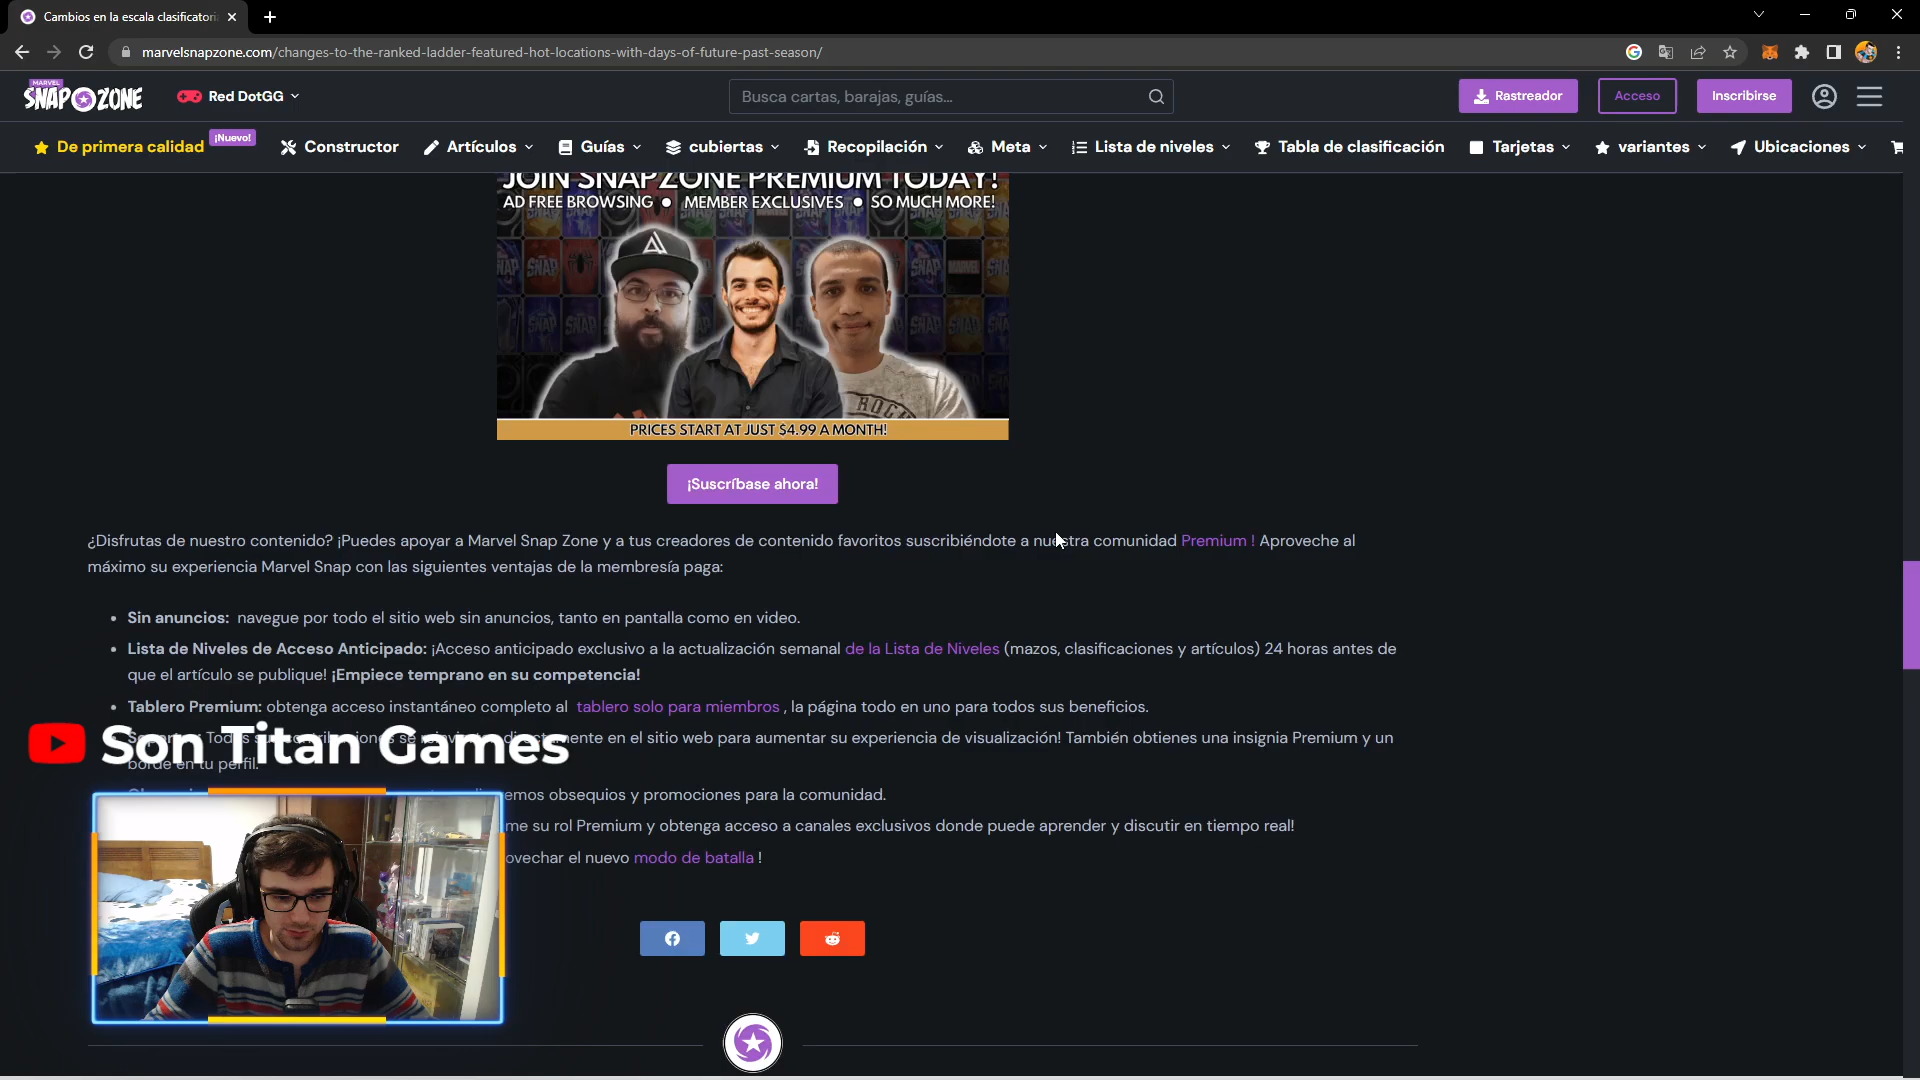 Cambios en la escala clasificatori
marvelsnapzone.com/changes-to-the-ranked-ladder-featured-hot-locations-with-days-of-future-past-season/
MARVEL
SNAP ZONE
Red DotGG
Busca cartas, barajas, guías...
Rastreador
Acceso
Inscribirse
De primera calidad
¡Nuevo!
Constructor
Artículos
Guías
cubiertas
Recopilación
Meta
Lista de niveles
Tabla de clasificación
Tarjetas
variantes
Ubicaciones
JOIN SNAPZONE PREMIUM TODAY!
AD FREE BROWSING ● MEMBER EXCLUSIVES ● SO MUCH MORE!
PRICES START AT JUST $4.99 A MONTH!
¡Suscríbase ahora!
¿Disfrutas de nuestro contenido? ¡Puedes apoyar a Marvel Snap Zone y a tus creadores de contenido favoritos suscribiéndote a nuestra comunidad Premium ! Aproveche al
máximo su experiencia Marvel Snap con las siguientes ventajas de la membresía paga:
• Sin anuncios: navegue por todo el sitio web sin anuncios, tanto en pantalla como en video.
• Lista de Niveles de Acceso Anticipado: ¡Acceso anticipado exclusivo a la actualización semanal de la Lista de Niveles (mazos, clasificaciones y artículos) 24 horas antes de
que el artículo se publique! ¡Empiece temprano en su competencia!
• Tablero Premium: obtenga acceso instantáneo completo al tablero solo para miembros , la página todo en uno para todos sus beneficios.
en el sitio web para aumentar su experiencia de visualización! También obtienes una insignia Premium y un
borde en tu perfil.
Son Titan Games
obsequios y promociones para la comunidad.
su rol Premium y obtenga acceso a canales exclusivos donde puede aprender y discutir en tiempo real!
el nuevo modo de batalla !